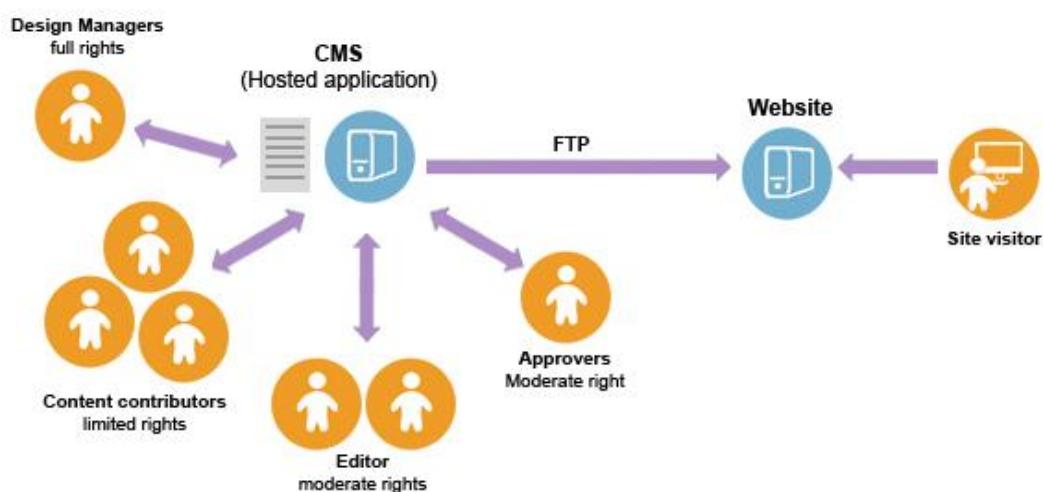 Design Managers
full rights
CMS
(Hosted application)
FTP
Website
Site visitor
Content contributors
limited rights
Editor
moderate rights
Approvers
Moderate right